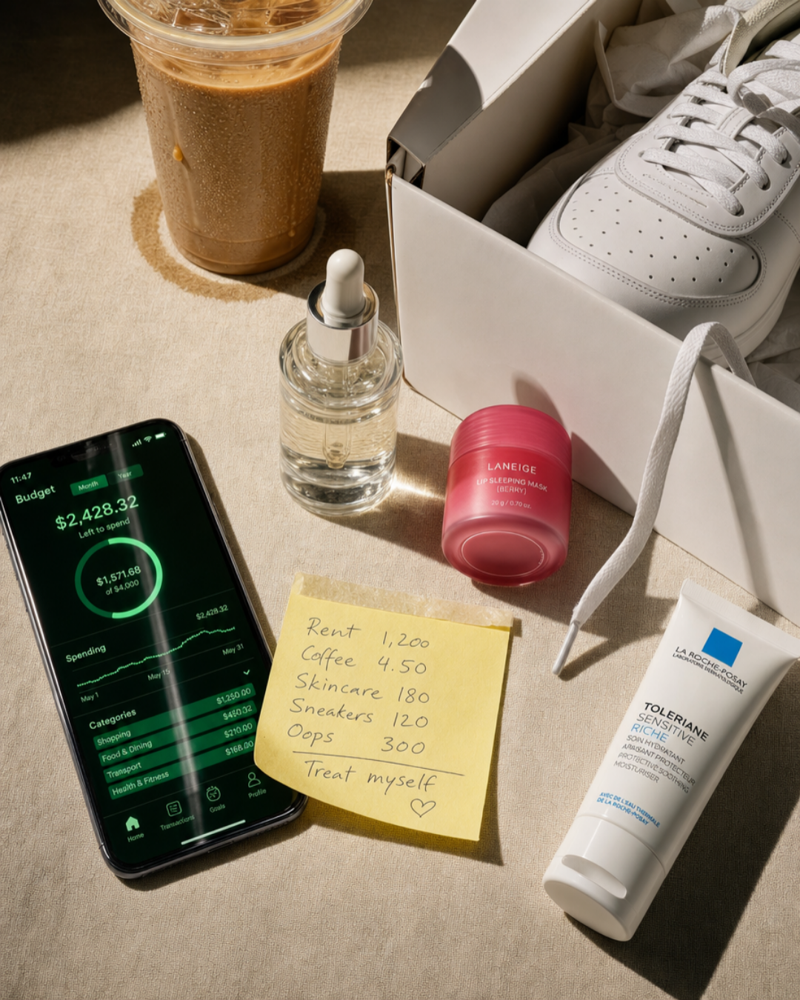 11:47
Budget
Month
Year
$2,428.32
Left to spend
$1,571.68
of $4,000
$2,428.32
Spending
May 1
May 15
May 31
Categories
Shopping $1,250.00
Food & Dining $450.32
Transport $210.00
Health & Fitness $168.00
Home
Transactions
Goals
Profile
LANEIGE
LIP SLEEPING MASK
(BERRY)
20 g / 0.70 oz.
Rent 1,200
Coffee 4.50
Skincare 180
Sneakers 120
Oops 300
Treat myself
LA ROCHE-POSAY
LABORATOIRE DERMATOLOGIQUE
TOLERIANE
SENSITIVE
RICHE
SOIN HYDRATANT
APAISANT PROTECTEUR
PROTECTIVE SOOTHING
MOISTURISER
AVEC DE L'EAU THERMALE
DE LA ROCHE-POSAY